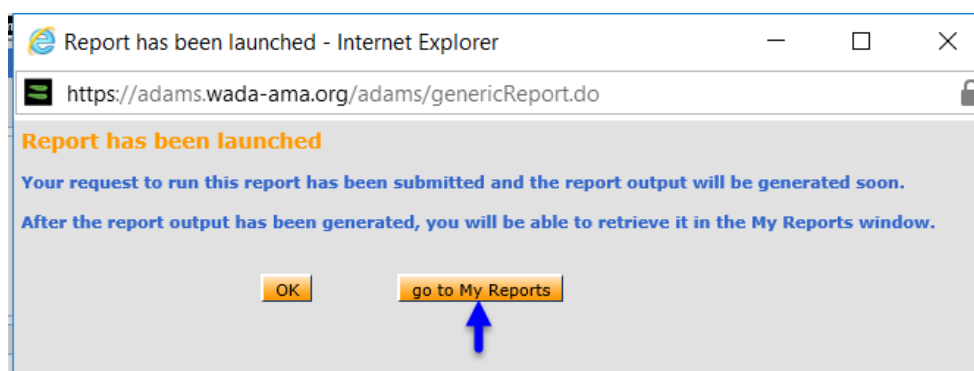 Report has been launched - Internet Explorer
https://adams.wada-ama.org/adams/genericReport.do
Report has been launched
Your request to run this report has been submitted and the report output will be generated soon.
After the report output has been generated, you will be able to retrieve it in the My Reports window.
OK go to My Reports